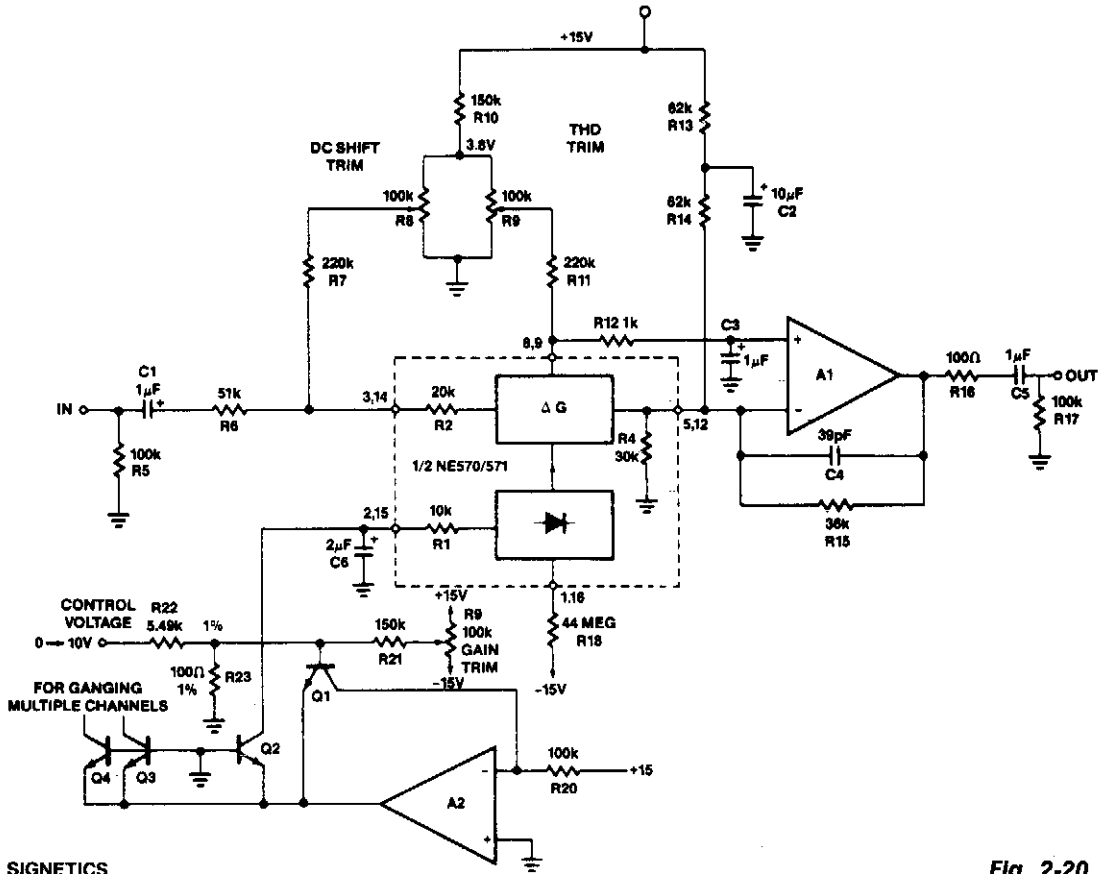 +15V
150k
R10
62k
R13
DC SHIFT
TRIM
THD
TRIM
3.8V
100k
R8
100k
R9
62k
R14
+
10μF
C2
220k
R7
220k
R11
R12 1k
C3
+
1μF
8,9
+
A1
−
100Ω
R16
1μF
C5
OUT
100k
R17
C1
1μF
+
IN
51k
R6
100k
R5
3,14
20k
R2
Δ G
R4
30k
5,12
39pF
C4
36k
R15
1/2 NE570/571
2,15
2μF
C6
+
10k
R1
1,16
44 MEG
R18
−15V
+15V
R9
100k
GAIN
TRIM
−15V
CONTROL
VOLTAGE
0→10V
R22
5.49k
1%
150k
R21
100Ω
1%
R23
Q1
FOR GANGING
MULTIPLE CHANNELS
Q4
Q3
Q2
A2
−
+
100k
R20
+15
SIGNETICS
Fig. 2-20